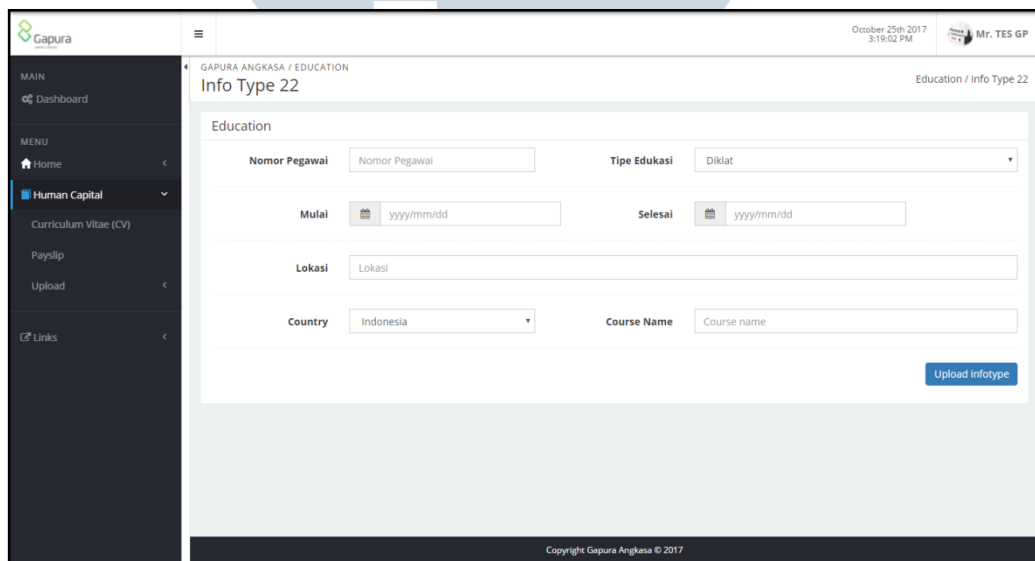 Gapura
October 25th 2017
3:19:02 PM
Mr. TES GP
MAIN
Dashboard
MENU
Home
Human Capital
Curriculum Vitae (CV)
Payslip
Upload
Links
GAPURA ANGKASA / EDUCATION
Info Type 22
Education / Info Type 22
Education
Nomor Pegawai Nomor Pegawai Tipe Edukasi Diklat
Mulai yyyy/mm/dd Selesai yyyy/mm/dd
Lokasi Lokasi
Country Indonesia Course Name Course name
Upload infotype
Copyright Gapura Angkasa © 2017